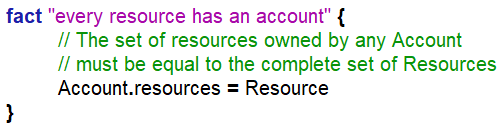 fact "every resource has an account" {
// The set of resources owned by any Account
// must be equal to the complete set of Resources
Account.resources = Resource
}